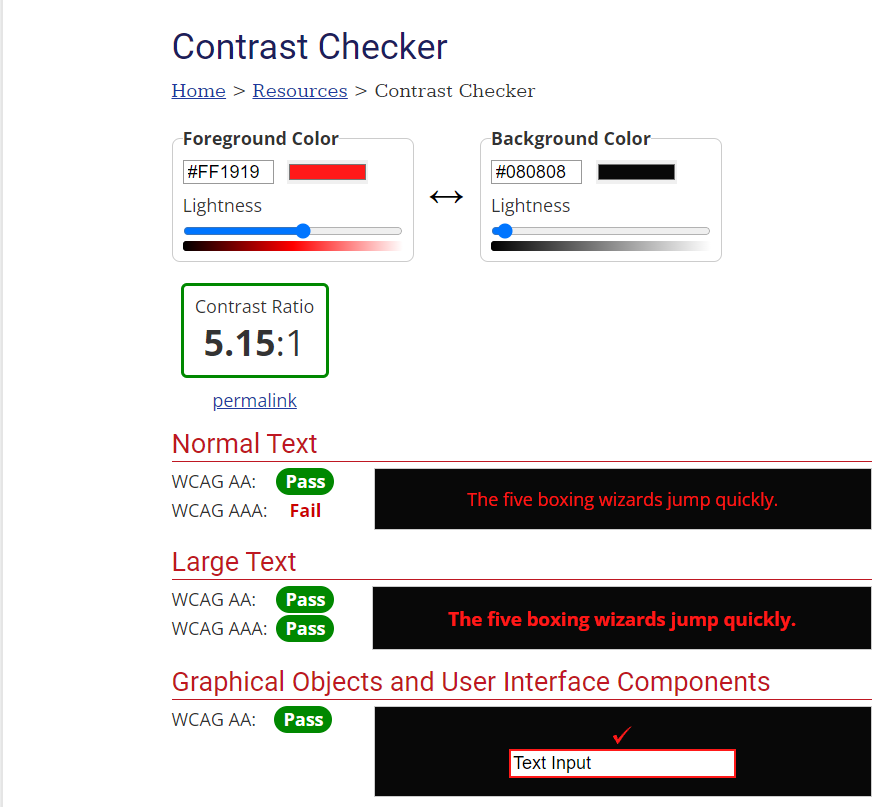 Contrast Checker
Home > Resources > Contrast Checker
Foreground Color
#FF1919
Lightness
Background Color
#080808
Lightness
Contrast Ratio
5.15:1
permalink
Normal Text
WCAG AA: Pass
WCAG AAA: Fail
The five boxing wizards jump quickly.
Large Text
WCAG AA: Pass
WCAG AAA: Pass
The five boxing wizards jump quickly.
Graphical Objects and User Interface Components
WCAG AA: Pass
✓
Text Input